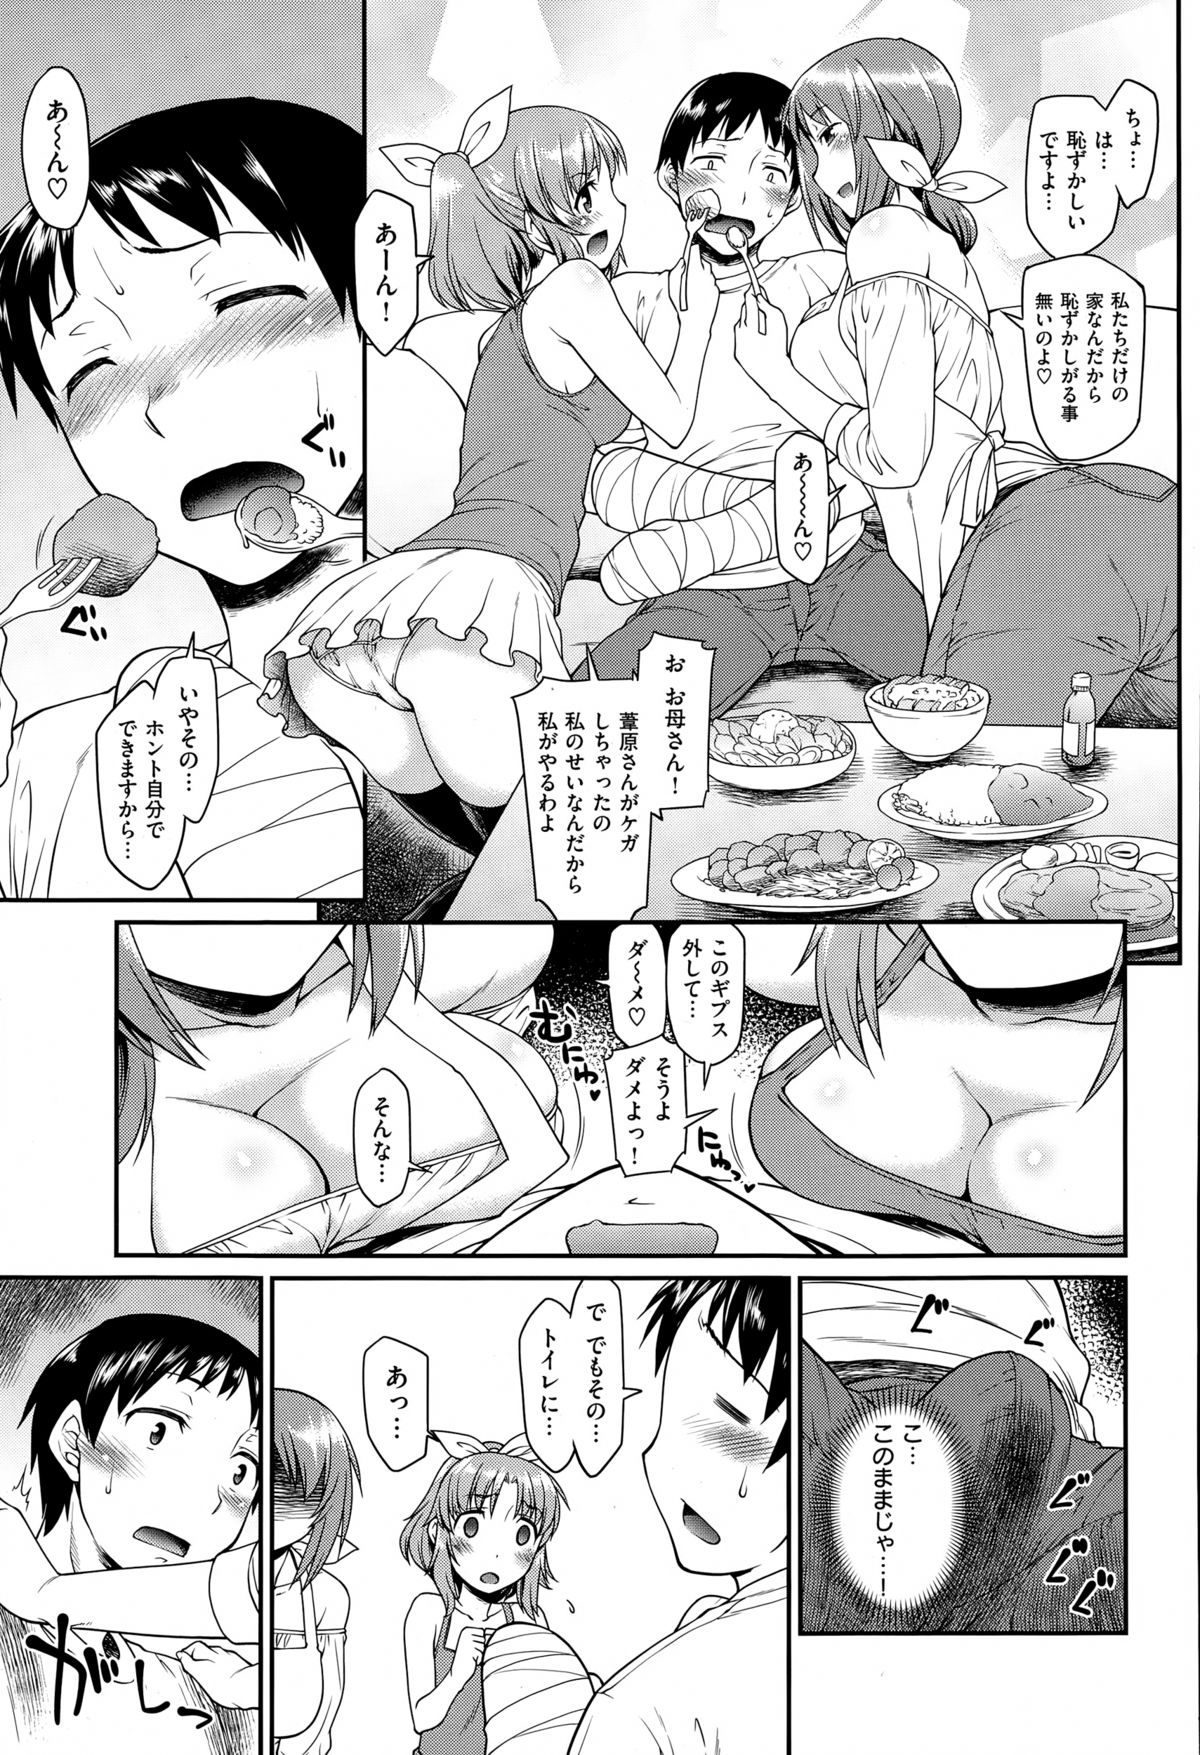 ちょ…
は…
恥ずかしい
ですよ…
私たちだけの
家なんだから
恥ずかしがる事
無いのよ♡
あーん！
あ～～～ん♡
お　お母さん！
葦原さんがケガ
しちゃったの
私のせいなんだから
私がやるわよ
あ～～ん♡
ぐい
ぐい
いやその…
ホント自分で
できますから…
このギプス
外して…
ダ～メ♡
そうよ
ダメよっ！
むにゅ♥
にゅっ♥
そんな…
こ…
このままじゃ…！
ぐ
ぐ
ぐ
ぐ
で　でもその…
トイレに…
あっ…
がしっ